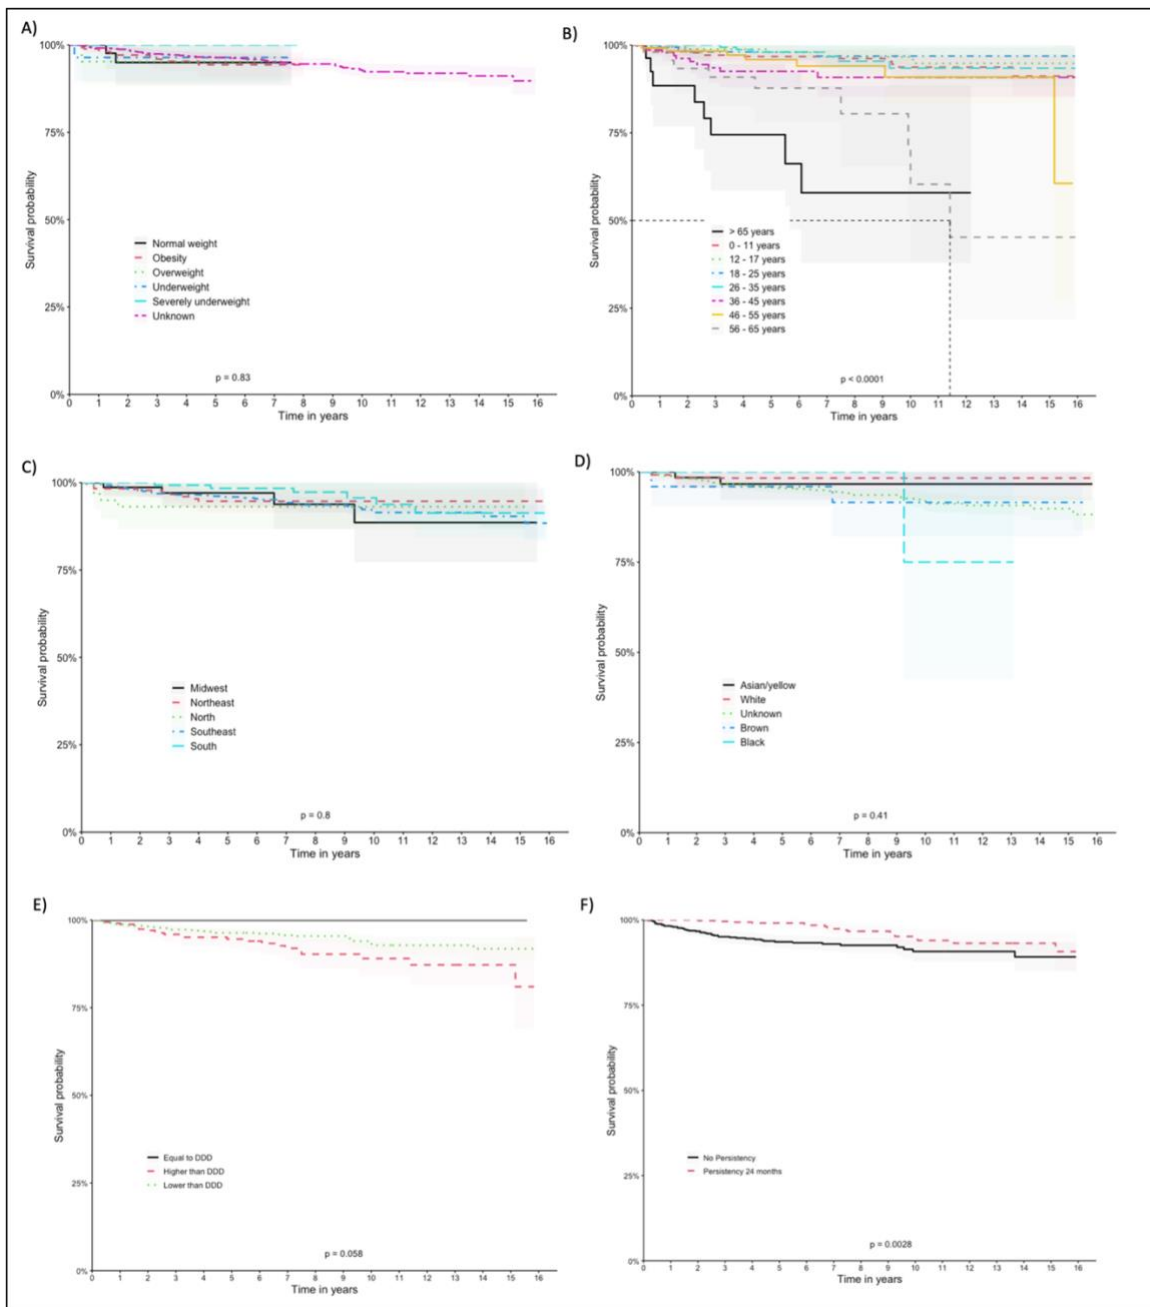 A)
100%
75%
50%
25%
0%
Survival probability
Normal weight
Obesity
Overweight
Underweight
Severely underweight
Unknown
p = 0.83
0 1 2 3 4 5 6 7 8 9 10 11 12 13 14 15 16
Time in years
B)
100%
75%
50%
25%
0%
Survival probability
> 65 years
0 - 11 years
12 - 17 years
18 - 25 years
26 - 35 years
36 - 45 years
46 - 55 years
56 - 65 years
p < 0.0001
0 1 2 3 4 5 6 7 8 9 10 11 12 13 14 15 16
Time in years
C)
100%
75%
50%
25%
0%
Survival probability
Midwest
Northeast
North
Southeast
South
p = 0.8
0 1 2 3 4 5 6 7 8 9 10 11 12 13 14 15 16
Time in years
D)
100%
75%
50%
25%
0%
Survival probability
Asian/yellow
White
Unknown
Brown
Black
p = 0.41
0 1 2 3 4 5 6 7 8 9 10 11 12 13 14 15 16
Time in years
E)
100%
75%
50%
25%
0%
Survival probability
Equal to DDD
Higher than DDD
Lower than DDD
p = 0.058
0 1 2 3 4 5 6 7 8 9 10 11 12 13 14 15 16
Time in years
F)
100%
75%
50%
25%
0%
Survival probability
No Persistency
Persistency 24 months
p = 0.0028
0 1 2 3 4 5 6 7 8 9 10 11 12 13 14 15 16
Time in years